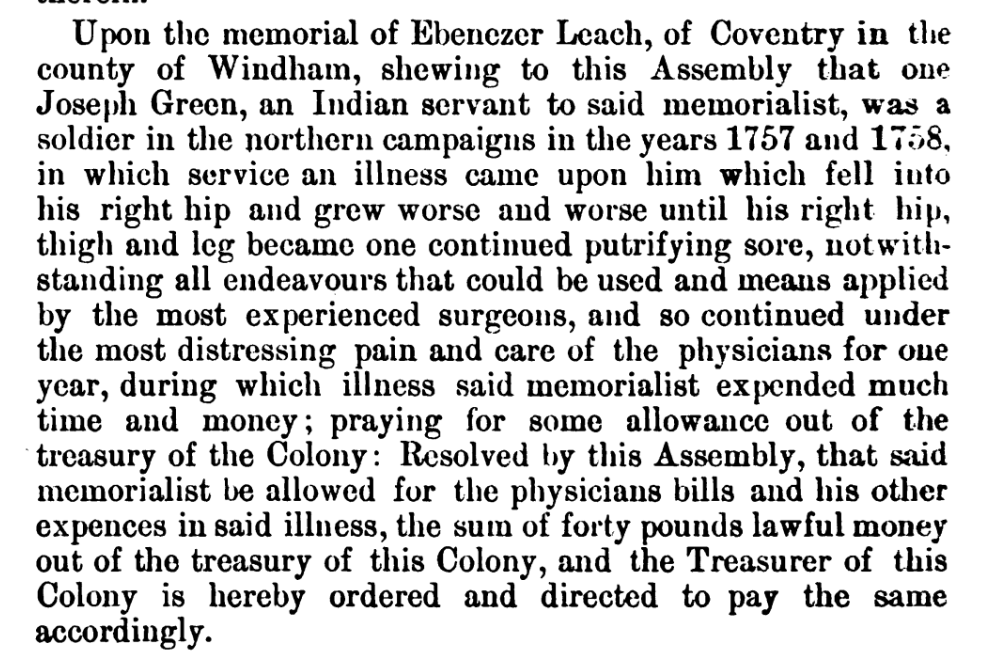 Upon the memorial of Ebenezer Leach, of Coventry in the
county of Windham, shewing to this Assembly that one
Joseph Green, an Indian servant to said memorialist, was a
soldier in the northern campaigns in the years 1757 and 1758,
in which service an illness came upon him which fell into
his right hip and grew worse and worse until his right hip,
thigh and leg became one continued putrifying sore, notwith-
standing all endeavours that could be used and means applied
by the most experienced surgeons, and so continued under
the most distressing pain and care of the physicians for one
year, during which illness said memorialist expended much
time and money; praying for some allowance out of the
treasury of the Colony: Resolved by this Assembly, that said
memorialist be allowed for the physicians bills and his other
expences in said illness, the sum of forty pounds lawful money
out of the treasury of this Colony, and the Treasurer of this
Colony is hereby ordered and directed to pay the same
accordingly.